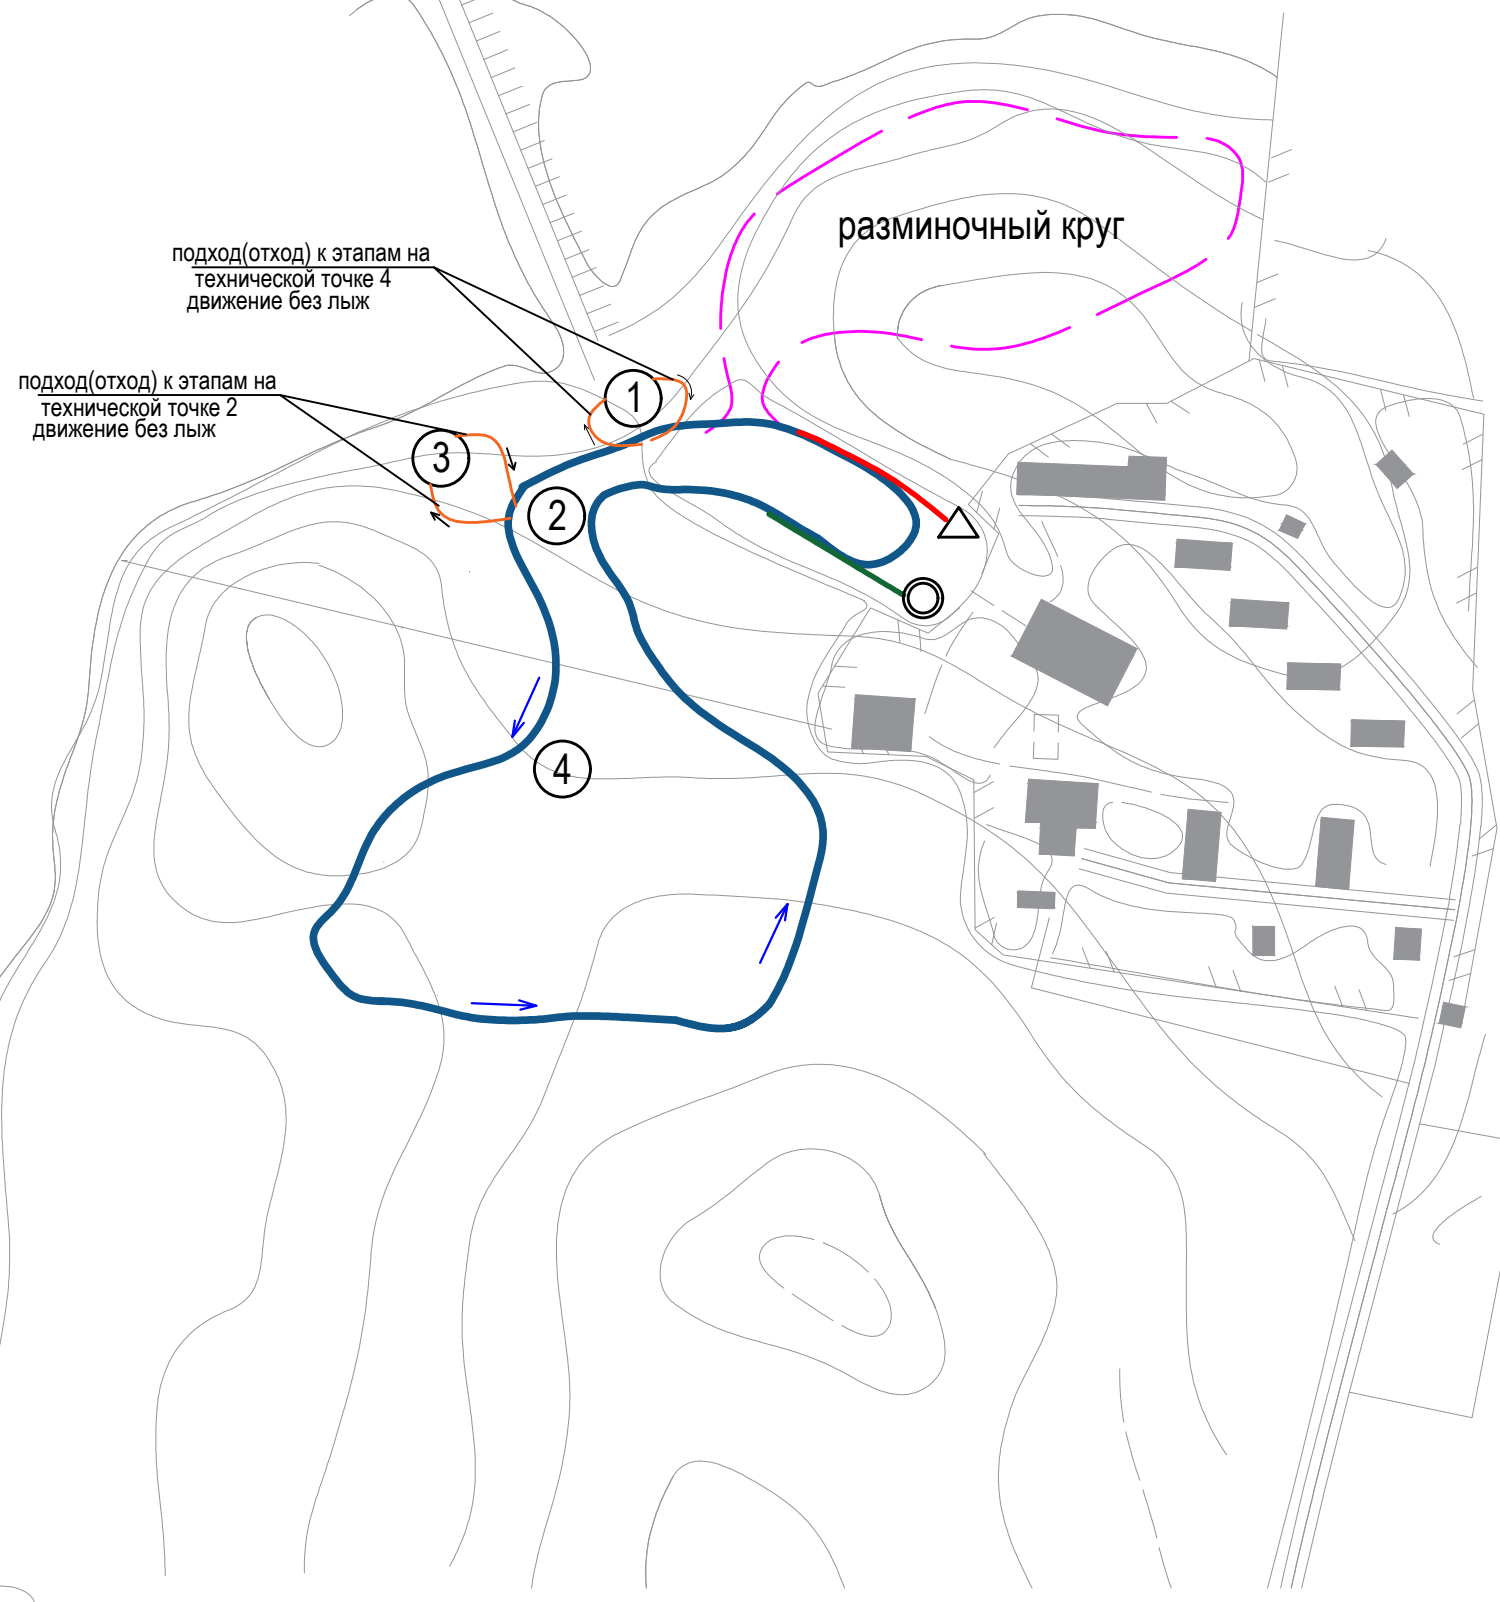 разминочный круг
подход(отход) к этапам на
технической точке 4
движение без лыж
подход(отход) к этапам на
технической точке 2
движение без лыж
1
3
2
4